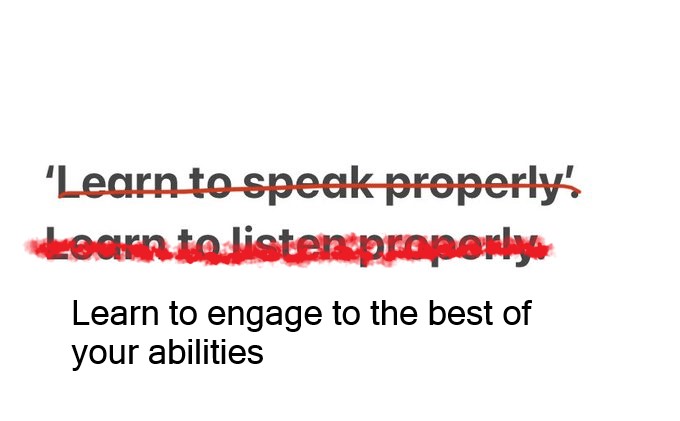 ‘Learn to speak properly’.
Learn to listen properly.
Learn to engage to the best of
your abilities